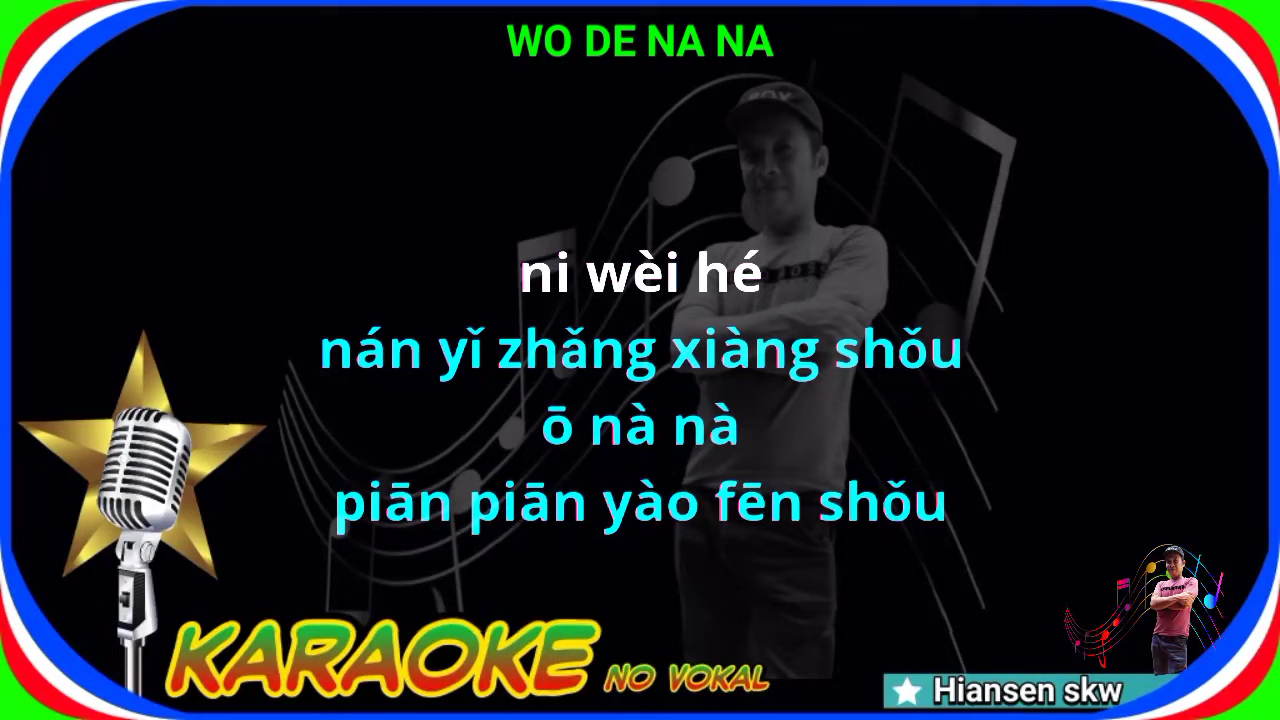 WO DE NA NA
ni wèi hé
nán yǐ zhǎng xiàng shǒu
ō nà nà
piān piān yào fēn shǒu
KARAOKE NO VOKAL
Hiansen skw